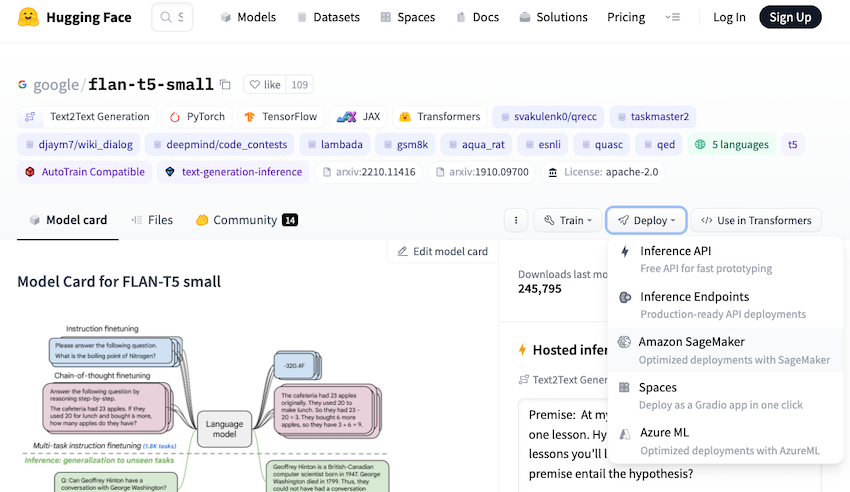 Hugging Face
S
Models
Datasets
Spaces
Docs
Solutions
Pricing
Log In
Sign Up
google/flan-t5-small
like 109
Text2Text Generation
PyTorch
TensorFlow
JAX
Transformers
svakulenk0/qrecc
taskmaster2
djaym7/wiki_dialog
deepmind/code_contests
lambada
gsm8k
aqua_rat
esnli
quasc
qed
5 languages
t5
AutoTrain Compatible
text-generation-inference
arxiv:2210.11416
arxiv:1910.09700
License: apache-2.0
Model card
Files
Community 14
Train
Deploy
</> Use in Transformers
Edit model card
Model Card for FLAN-T5 small
Instruction finetuning
Please answer the following question.
What is the boiling point of Nitrogen?
Chain-of-thought finetuning
Answer the following question by
reasoning step-by-step.
The cafeteria had 23 apples. If they
used 20 for lunch and bought 6 more,
how many apples do they have?
Multi-task instruction finetuning (1.8K tasks)
Language
model
-320.4F
The cafeteria had 23 apples
originally. They used 20 to
make lunch. So they had 23 -
20 = 3. They bought 6 more
apples, so they have 3 + 6 = 9.
Inference: generalization to unseen tasks
Q: Can Geoffrey Hinton have a
conversation with George Washington?
Geoffrey Hinton is a British-Canadian
computer scientist born in 1947. George
Washington died in 1799. Thus, they
could not have had a conversation
Downloads last mo
245,795
Hosted infer
Text2Text Gener
Premise: At my
one lesson. Hy
lessons you'll l
premise entail the hypothesis?
Inference API
Free API for fast prototyping
Inference Endpoints
Production-ready API deployments
Amazon SageMaker
Optimized deployments with SageMaker
Spaces
Deploy as a Gradio app in one click
Azure ML
Optimized deployments with AzureML